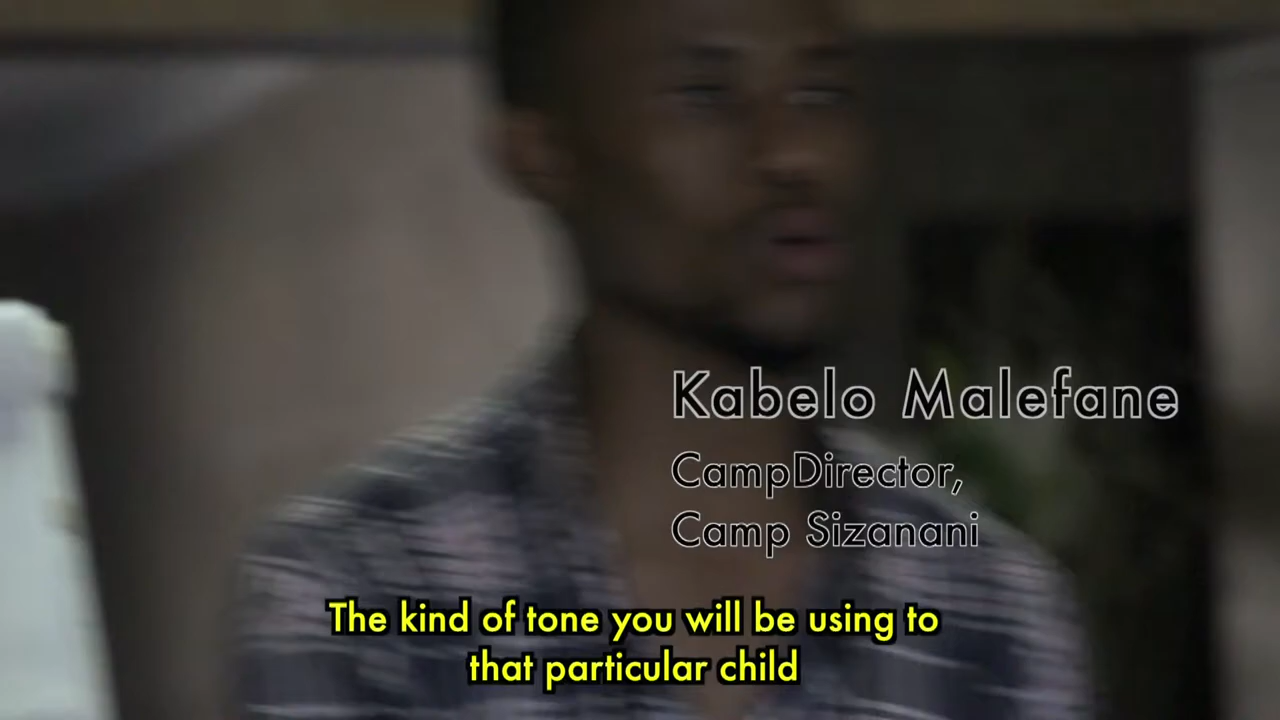 Kabelo Malefane
CampDirector,
Camp Sizanani
The kind of tone you will be using to
that particular child